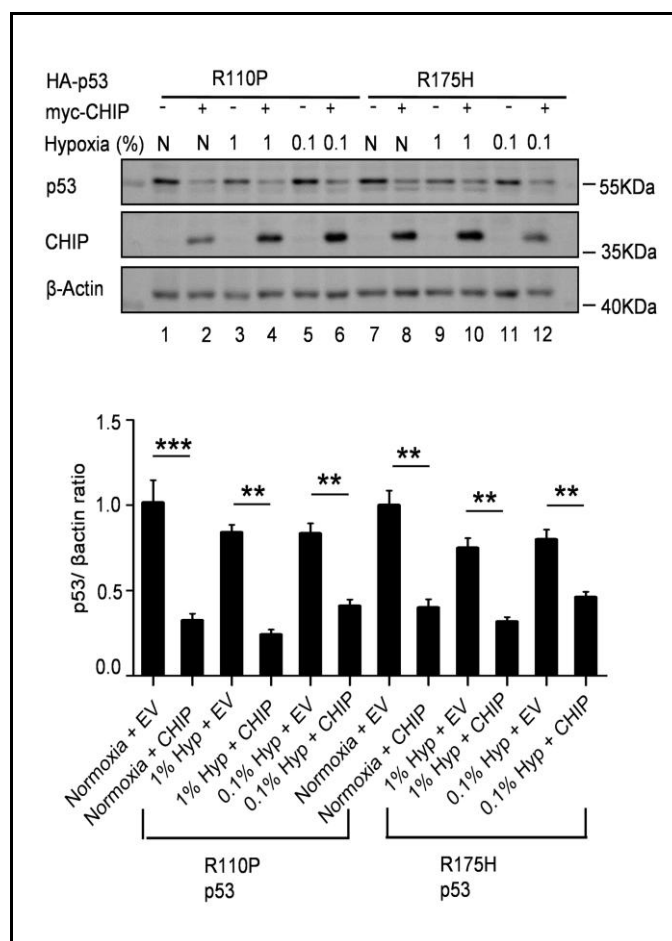 HA-p53 R110P R175H
myc-CHIP - + - + - + - + - + - +
Hypoxia (%) N N 1 1 0.1 0.1 N N 1 1 0.1 0.1
p53 55KDa
CHIP 35KDa
β-Actin 40KDa
1 2 3 4 5 6 7 8 9 10 11 12
*** ** ** ** ** **
p53/ βactin ratio
1.0
0.5
0.0
Normoxia + EV
Normoxia + CHIP
1% Hyp + EV
1% Hyp + CHIP
0.1% Hyp + EV
0.1% Hyp + CHIP
Normoxia + EV
Normoxia + CHIP
1% Hyp + EV
1% Hyp + CHIP
0.1% Hyp + EV
0.1% Hyp + CHIP
R110P R175H
p53 p53